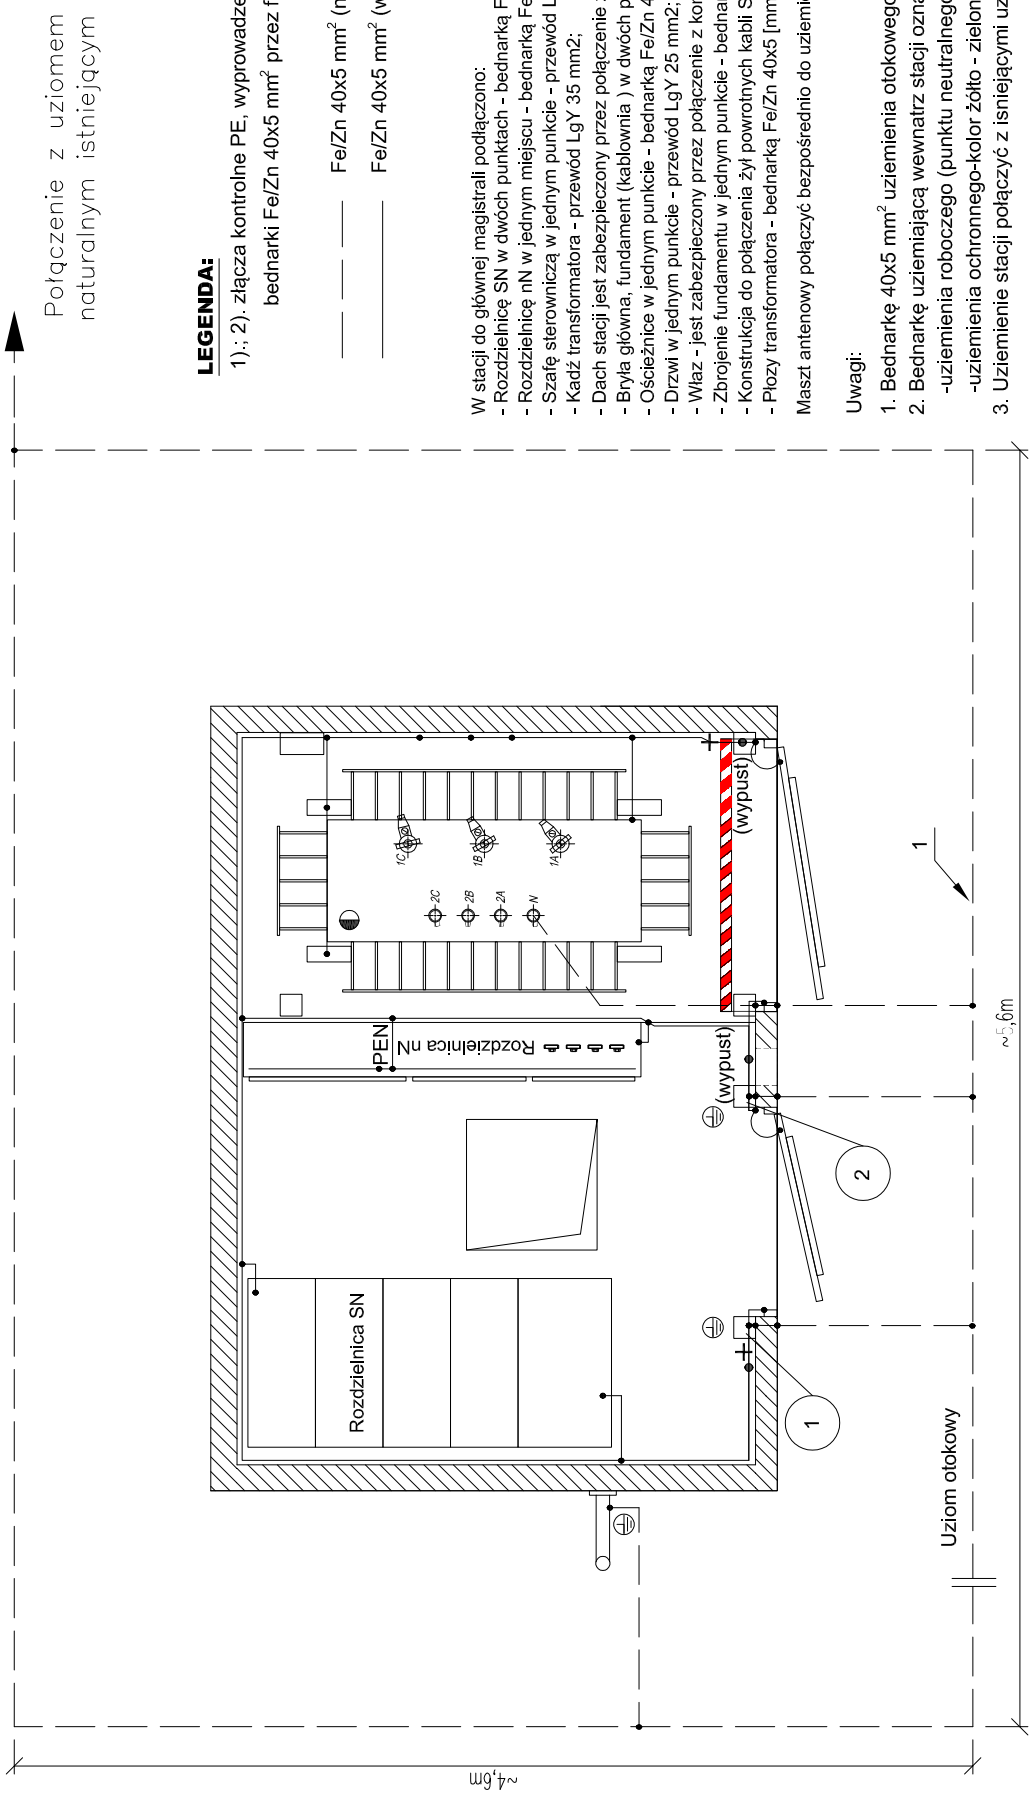 Połączenie z uziomem
naturalnym istniejącym
LEGENDA:
1).; 2). złącza kontrolne PE, wyprowadze
bednarki Fe/Zn 40x5 mm² przez f
Fe/Zn 40x5 mm² (n
Fe/Zn 40x5 mm² (w
W stacji do głównej magistrali podłączono:
- Rozdzielnicę SN w dwóch punktach - bednarką F
- Rozdzielnicę nN w jednym miejscu - bednarką Fe
- Szafę sterowniczą w jednym punkcie - przewód L
- Kadź transformatora - przewód LgY 35 mm2;
- Dach stacji jest zabezpieczony przez połączenie z
- Bryła główna, fundament (kablownia ) w dwóch p
- Ościeżnice w jednym punkcie - bednarką Fe/Zn 4
- Drzwi w jednym punkcie - przewód LgY 25 mm2;
- Właz - jest zabezpieczony przez połączenie z kon
- Zbrojenie fundamentu w jednym punkcie - bednar
- Konstrukcja do połączenia żył powrotnych kabli S
- Płozy transformatora - bednarką Fe/Zn 40x5 [mm
Maszt antenowy połączyć bezpośrednio do uziemie
Uwagi:
1. Bednarkę 40x5 mm² uziemienia otokowego
2. Bednarkę uziemiającą wewnatrz stacji ozna
-uziemienia roboczego (punktu neutralnego
-uziemienia ochronnego-kolor żółto - zielon
3. Uziemienie stacji połączyć z isniejącymi uz
1C
1B
1A
2C
2B
2A
N
PEN
Rozdzielnica nN
(wypust)
(wypust)
Rozdzielnica SN
1
2
1
Uziom otokowy
~5,6m
~4,6m